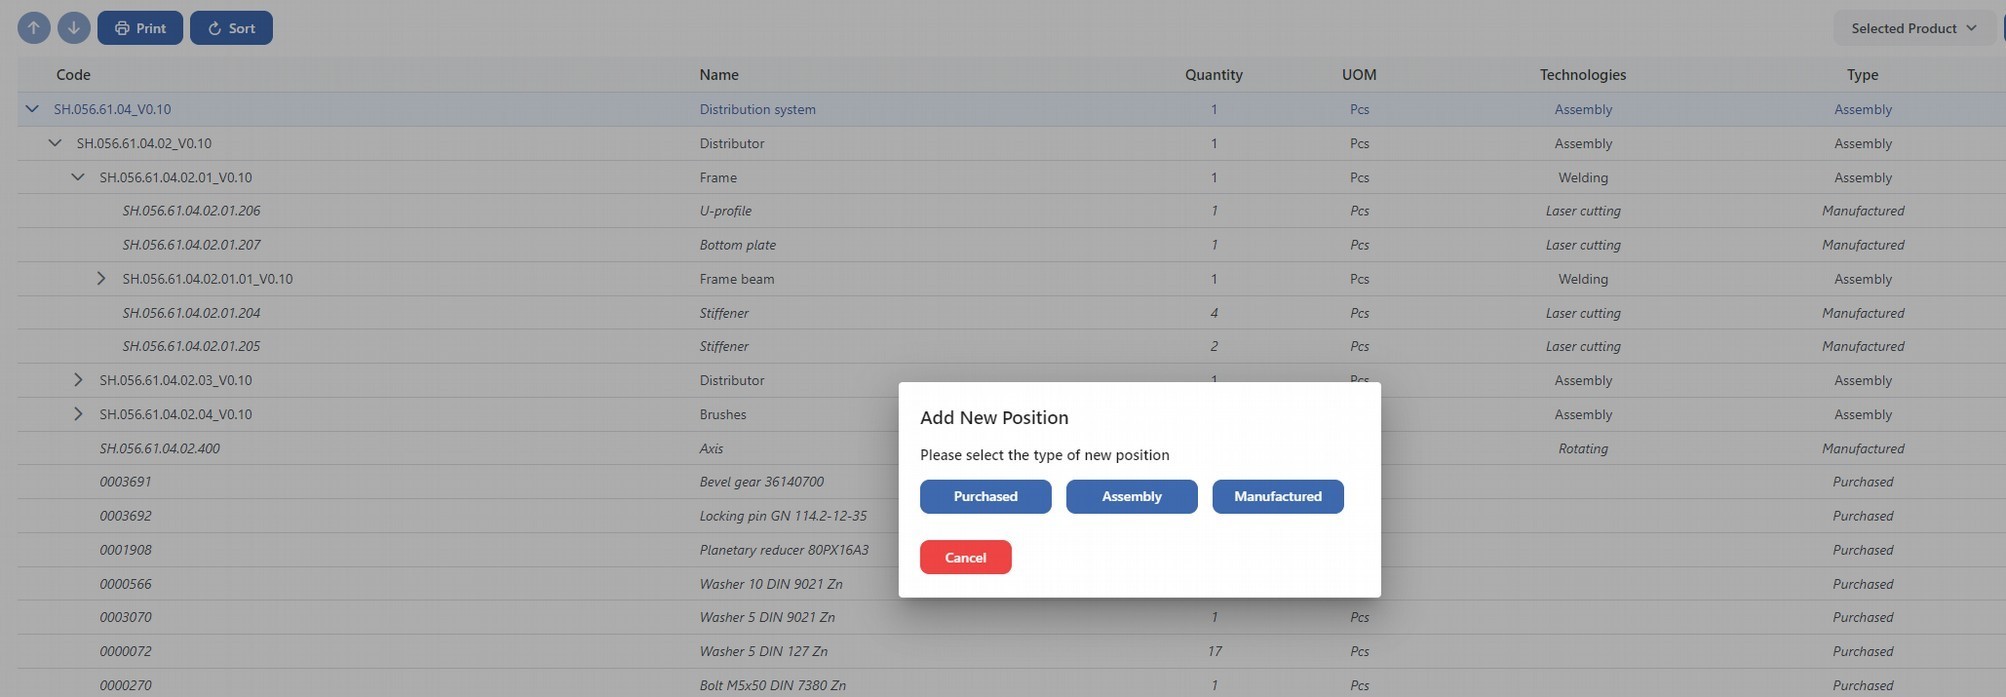 Print Sort Selected Product
Code Name Quantity UOM Technologies Type
SH.056.61.04_V0.10 Distribution system 1 Pcs Assembly Assembly
SH.056.61.04.02_V0.10 Distributor 1 Pcs Assembly Assembly
SH.056.61.04.02.01_V0.10 Frame 1 Pcs Welding Assembly
SH.056.61.04.02.01.206 U-profile 1 Pcs Laser cutting Manufactured
SH.056.61.04.02.01.207 Bottom plate 1 Pcs Laser cutting Manufactured
SH.056.61.04.02.01.01_V0.10 Frame beam 1 Pcs Welding Assembly
SH.056.61.04.02.01.204 Stiffener 4 Pcs Laser cutting Manufactured
SH.056.61.04.02.01.205 Stiffener 2 Pcs Laser cutting Manufactured
SH.056.61.04.02.03_V0.10 Distributor 1 Pcs Assembly Assembly
SH.056.61.04.02.04_V0.10 Brushes Assembly Assembly
SH.056.61.04.02.400 Axis Rotating Manufactured
0003691 Bevel gear 36140700 Purchased
0003692 Locking pin GN 114.2-12-35 Purchased
0001908 Planetary reducer 80PX16A3 Purchased
0000566 Washer 10 DIN 9021 Zn Purchased
0003070 Washer 5 DIN 9021 Zn 1 Pcs Purchased
0000072 Washer 5 DIN 127 Zn 17 Pcs Purchased
0000270 Bolt M5x50 DIN 7380 Zn 1 Pcs Purchased
Add New Position
Please select the type of new position
Purchased Assembly Manufactured
Cancel